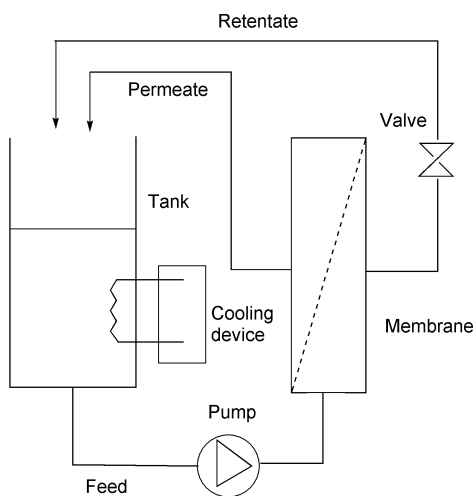 Retentate
Permeate
Valve
Tank
Cooling
device
Membrane
Pump
Feed